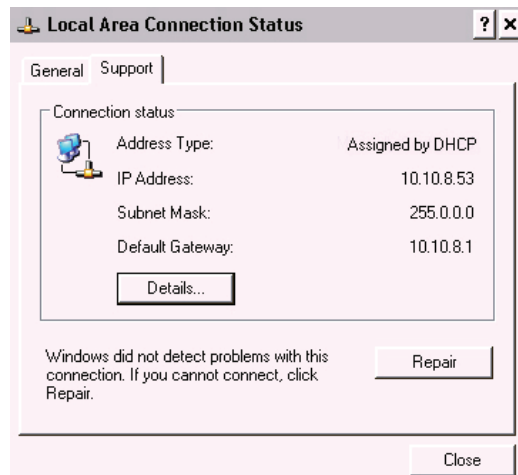 Local Area Connection Status
General Support
Connection status
Address Type: Assigned by DHCP
IP Address: 10.10.8.53
Subnet Mask: 255.0.0.0
Default Gateway: 10.10.8.1
Details...
Windows did not detect problems with this
connection. If you cannot connect, click
Repair.
Repair
Close